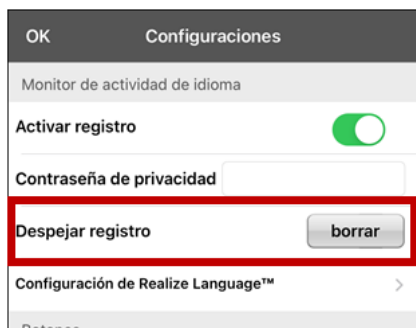 OK Configuraciones
Monitor de actividad de idioma
Activar registro
Contraseña de privacidad
Despejar registro borrar
Configuración de Realize Language™